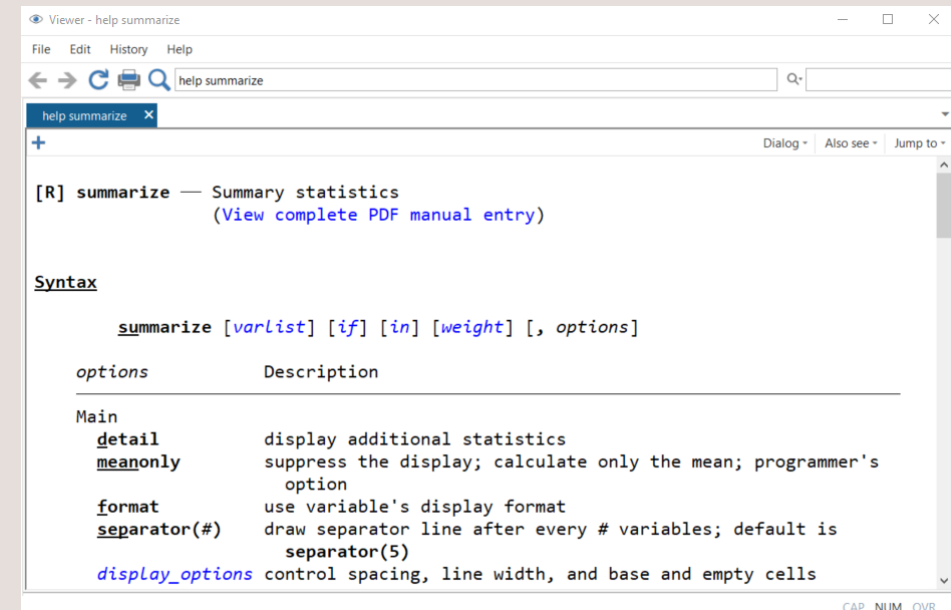 Viewer - help summarize
File Edit History Help
help summarize
help summarize
Dialog Also see Jump to
[R] summarize — Summary statistics
(View complete PDF manual entry)
Syntax
summarize [varlist] [if] [in] [weight] [, options]
options Description
Main
detail display additional statistics
meanonly suppress the display; calculate only the mean; programmer's
option
format use variable's display format
separator(#) draw separator line after every # variables; default is
separator(5)
display_options control spacing, line width, and base and empty cells
CAP NUM OVR